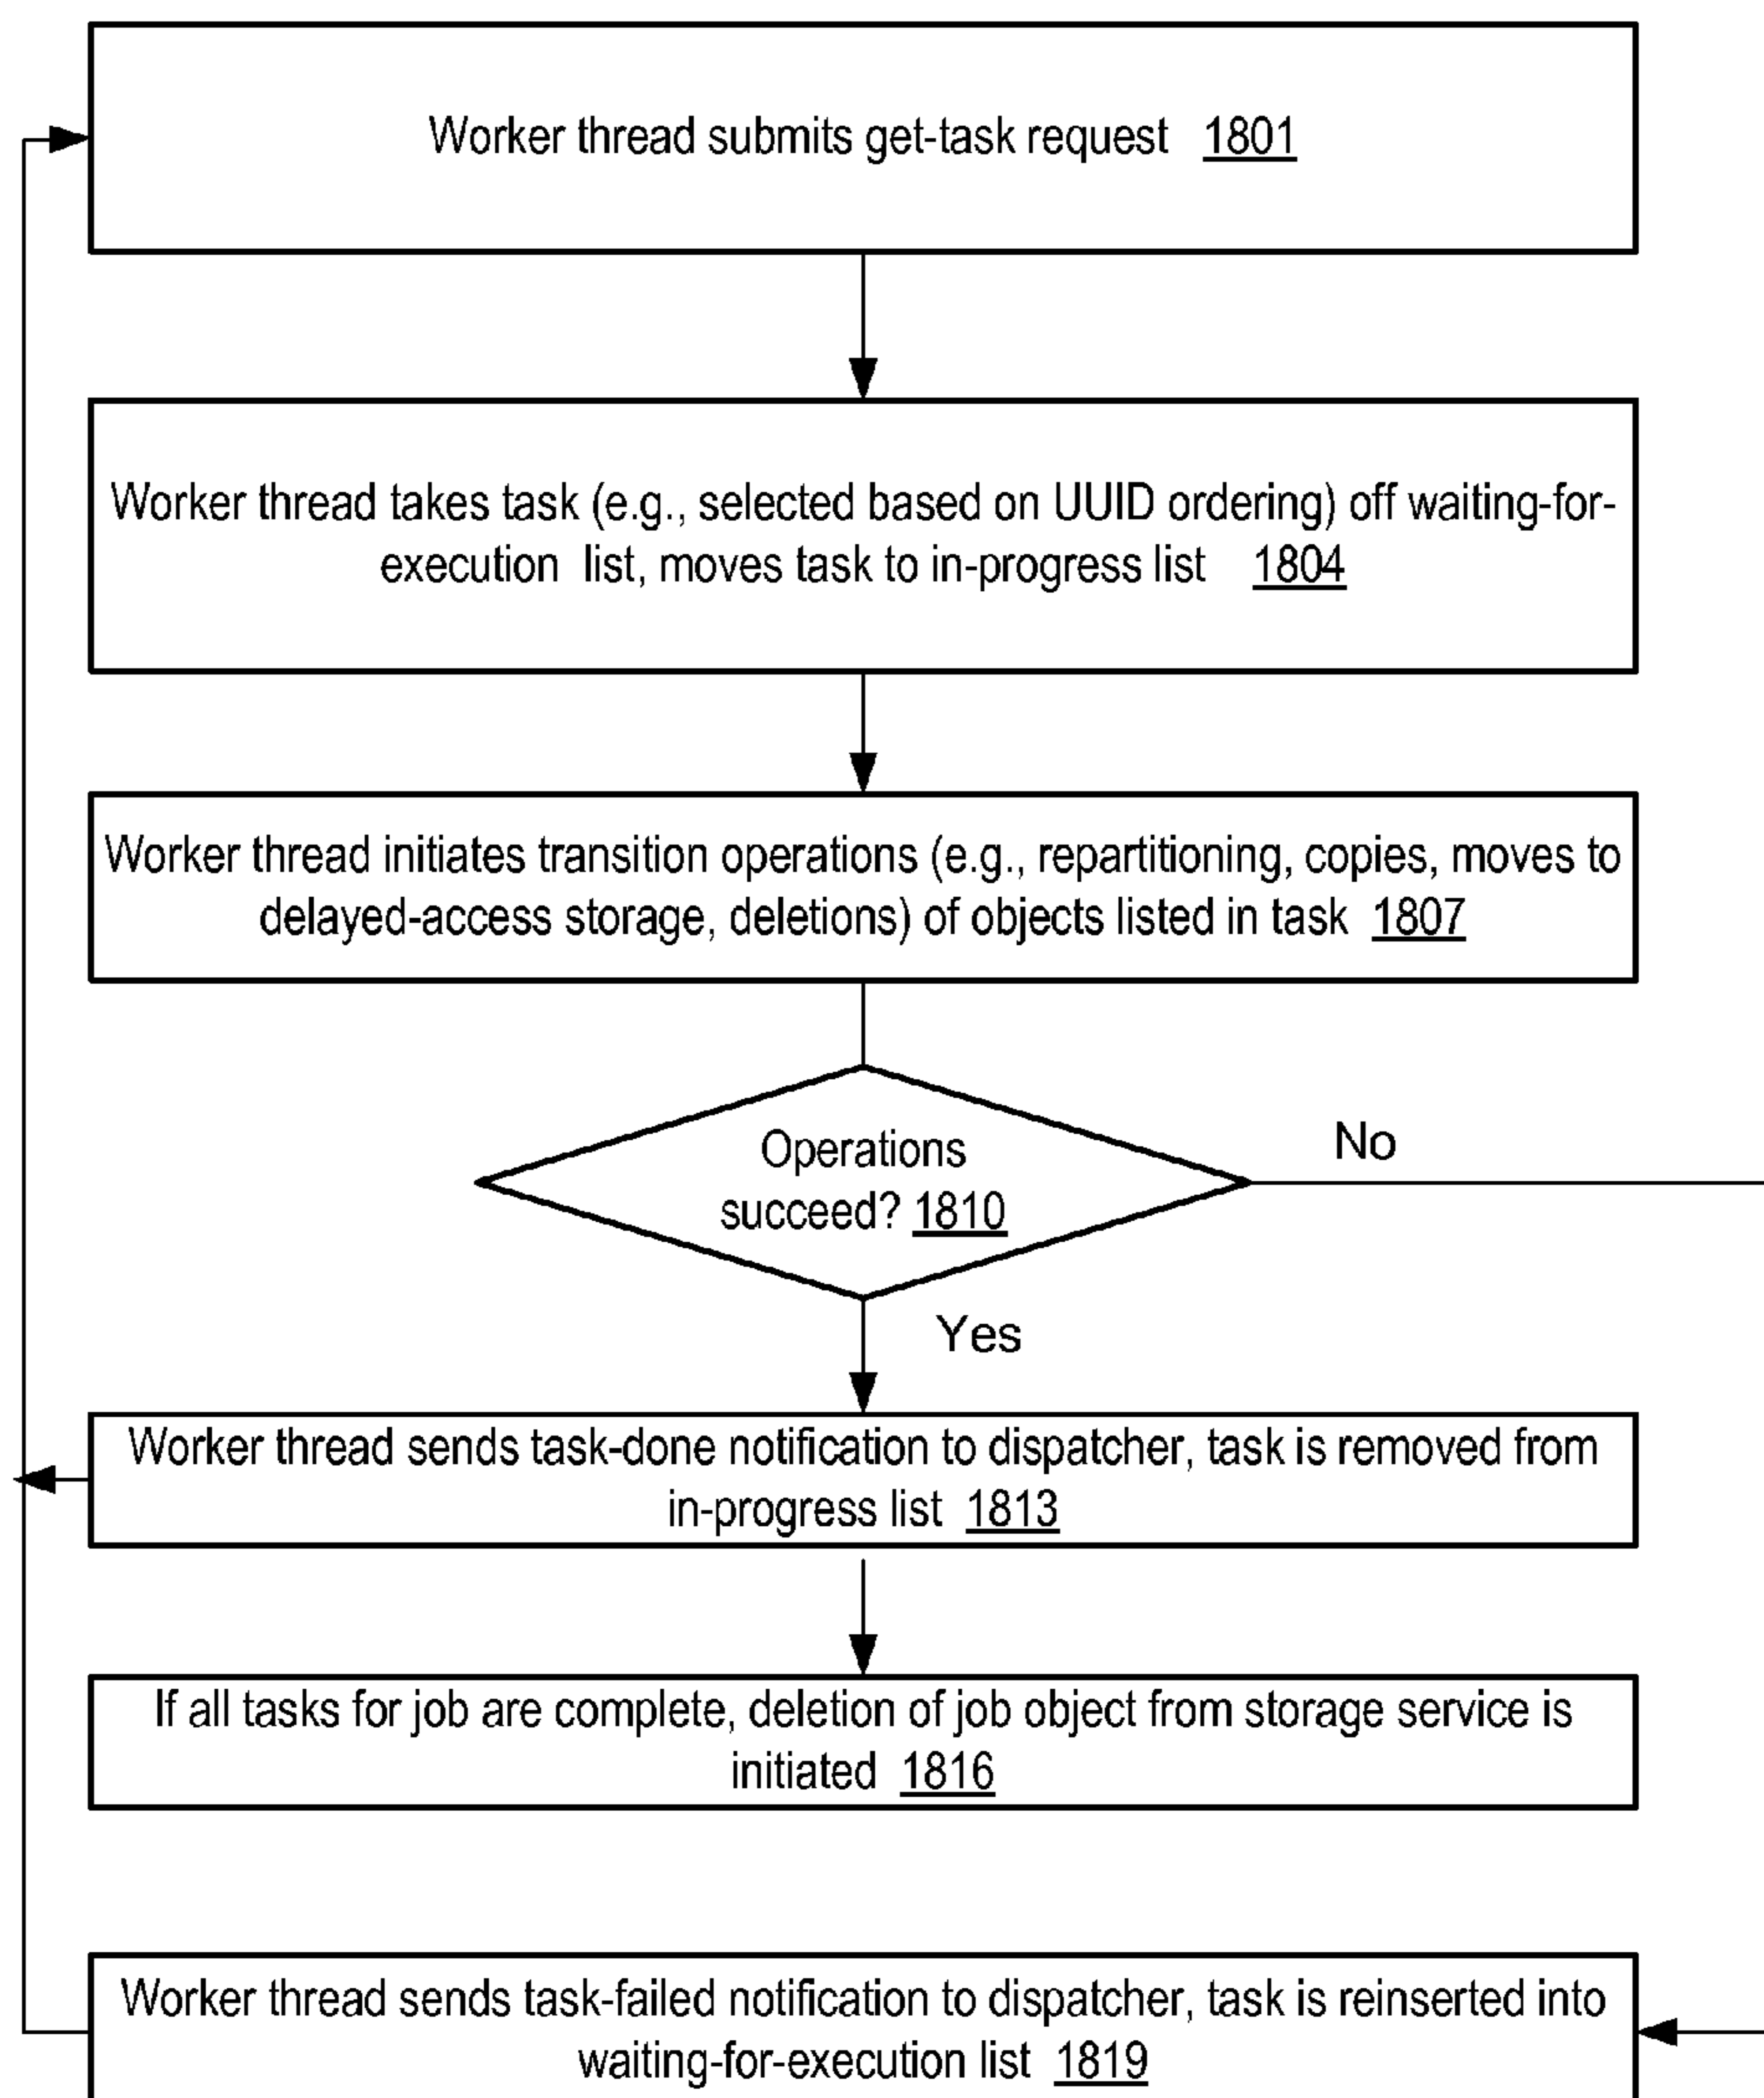 Worker thread submits get-task request 1801
Worker thread takes task (e.g., selected based on UUID ordering) off waiting-for-
execution list, moves task to in-progress list 1804
Worker thread initiates transition operations (e.g., repartitioning, copies, moves to
delayed-access storage, deletions) of objects listed in task 1807
Operations
succeed? 1810
No
Yes
Worker thread sends task-done notification to dispatcher, task is removed from
in-progress list 1813
If all tasks for job are complete, deletion of job object from storage service is
initiated 1816
Worker thread sends task-failed notification to dispatcher, task is reinserted into
waiting-for-execution list 1819